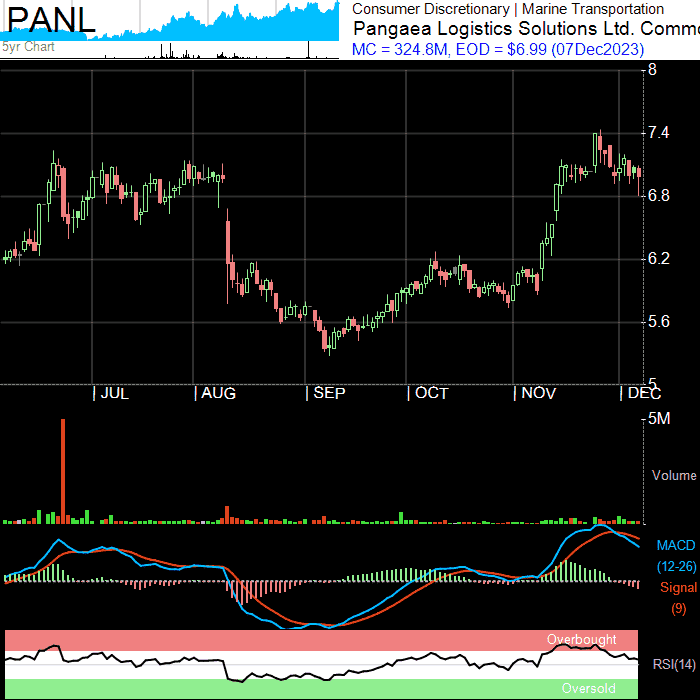 PANL
5yr Chart
Consumer Discretionary | Marine Transportation
Pangaea Logistics Solutions Ltd. Commo
MC = 324.8M, EOD = $6.99 (07Dec2023)
8
7.4
6.8
6.2
5.6
5
JUL AUG SEP OCT NOV DEC
5M
Volume
MACD
(12-26)
Signal
(9)
Overbought
RSI(14)
Oversold